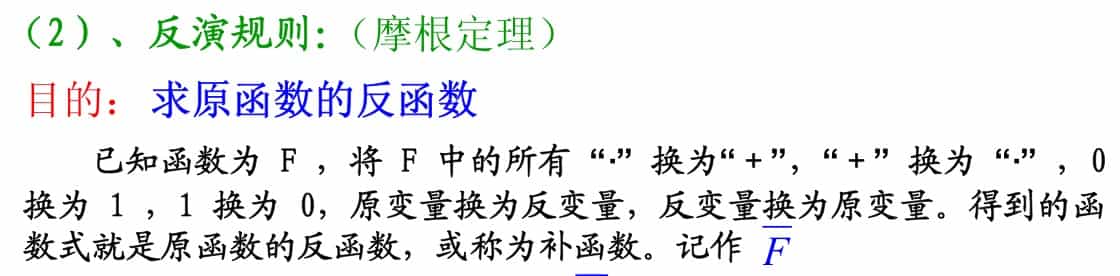 （2）、反演规则:（摩根定理）
目的： 求原函数的反函数
已知函数为 F ，将 F 中的所有 “·” 换为“＋”，“＋” 换为 “·” ，0
换为 1 ，1 换为 0，原变量换为反变量，反变量换为原变量。得到的函
数式就是原函数的反函数，或称为补函数。记作 F̅